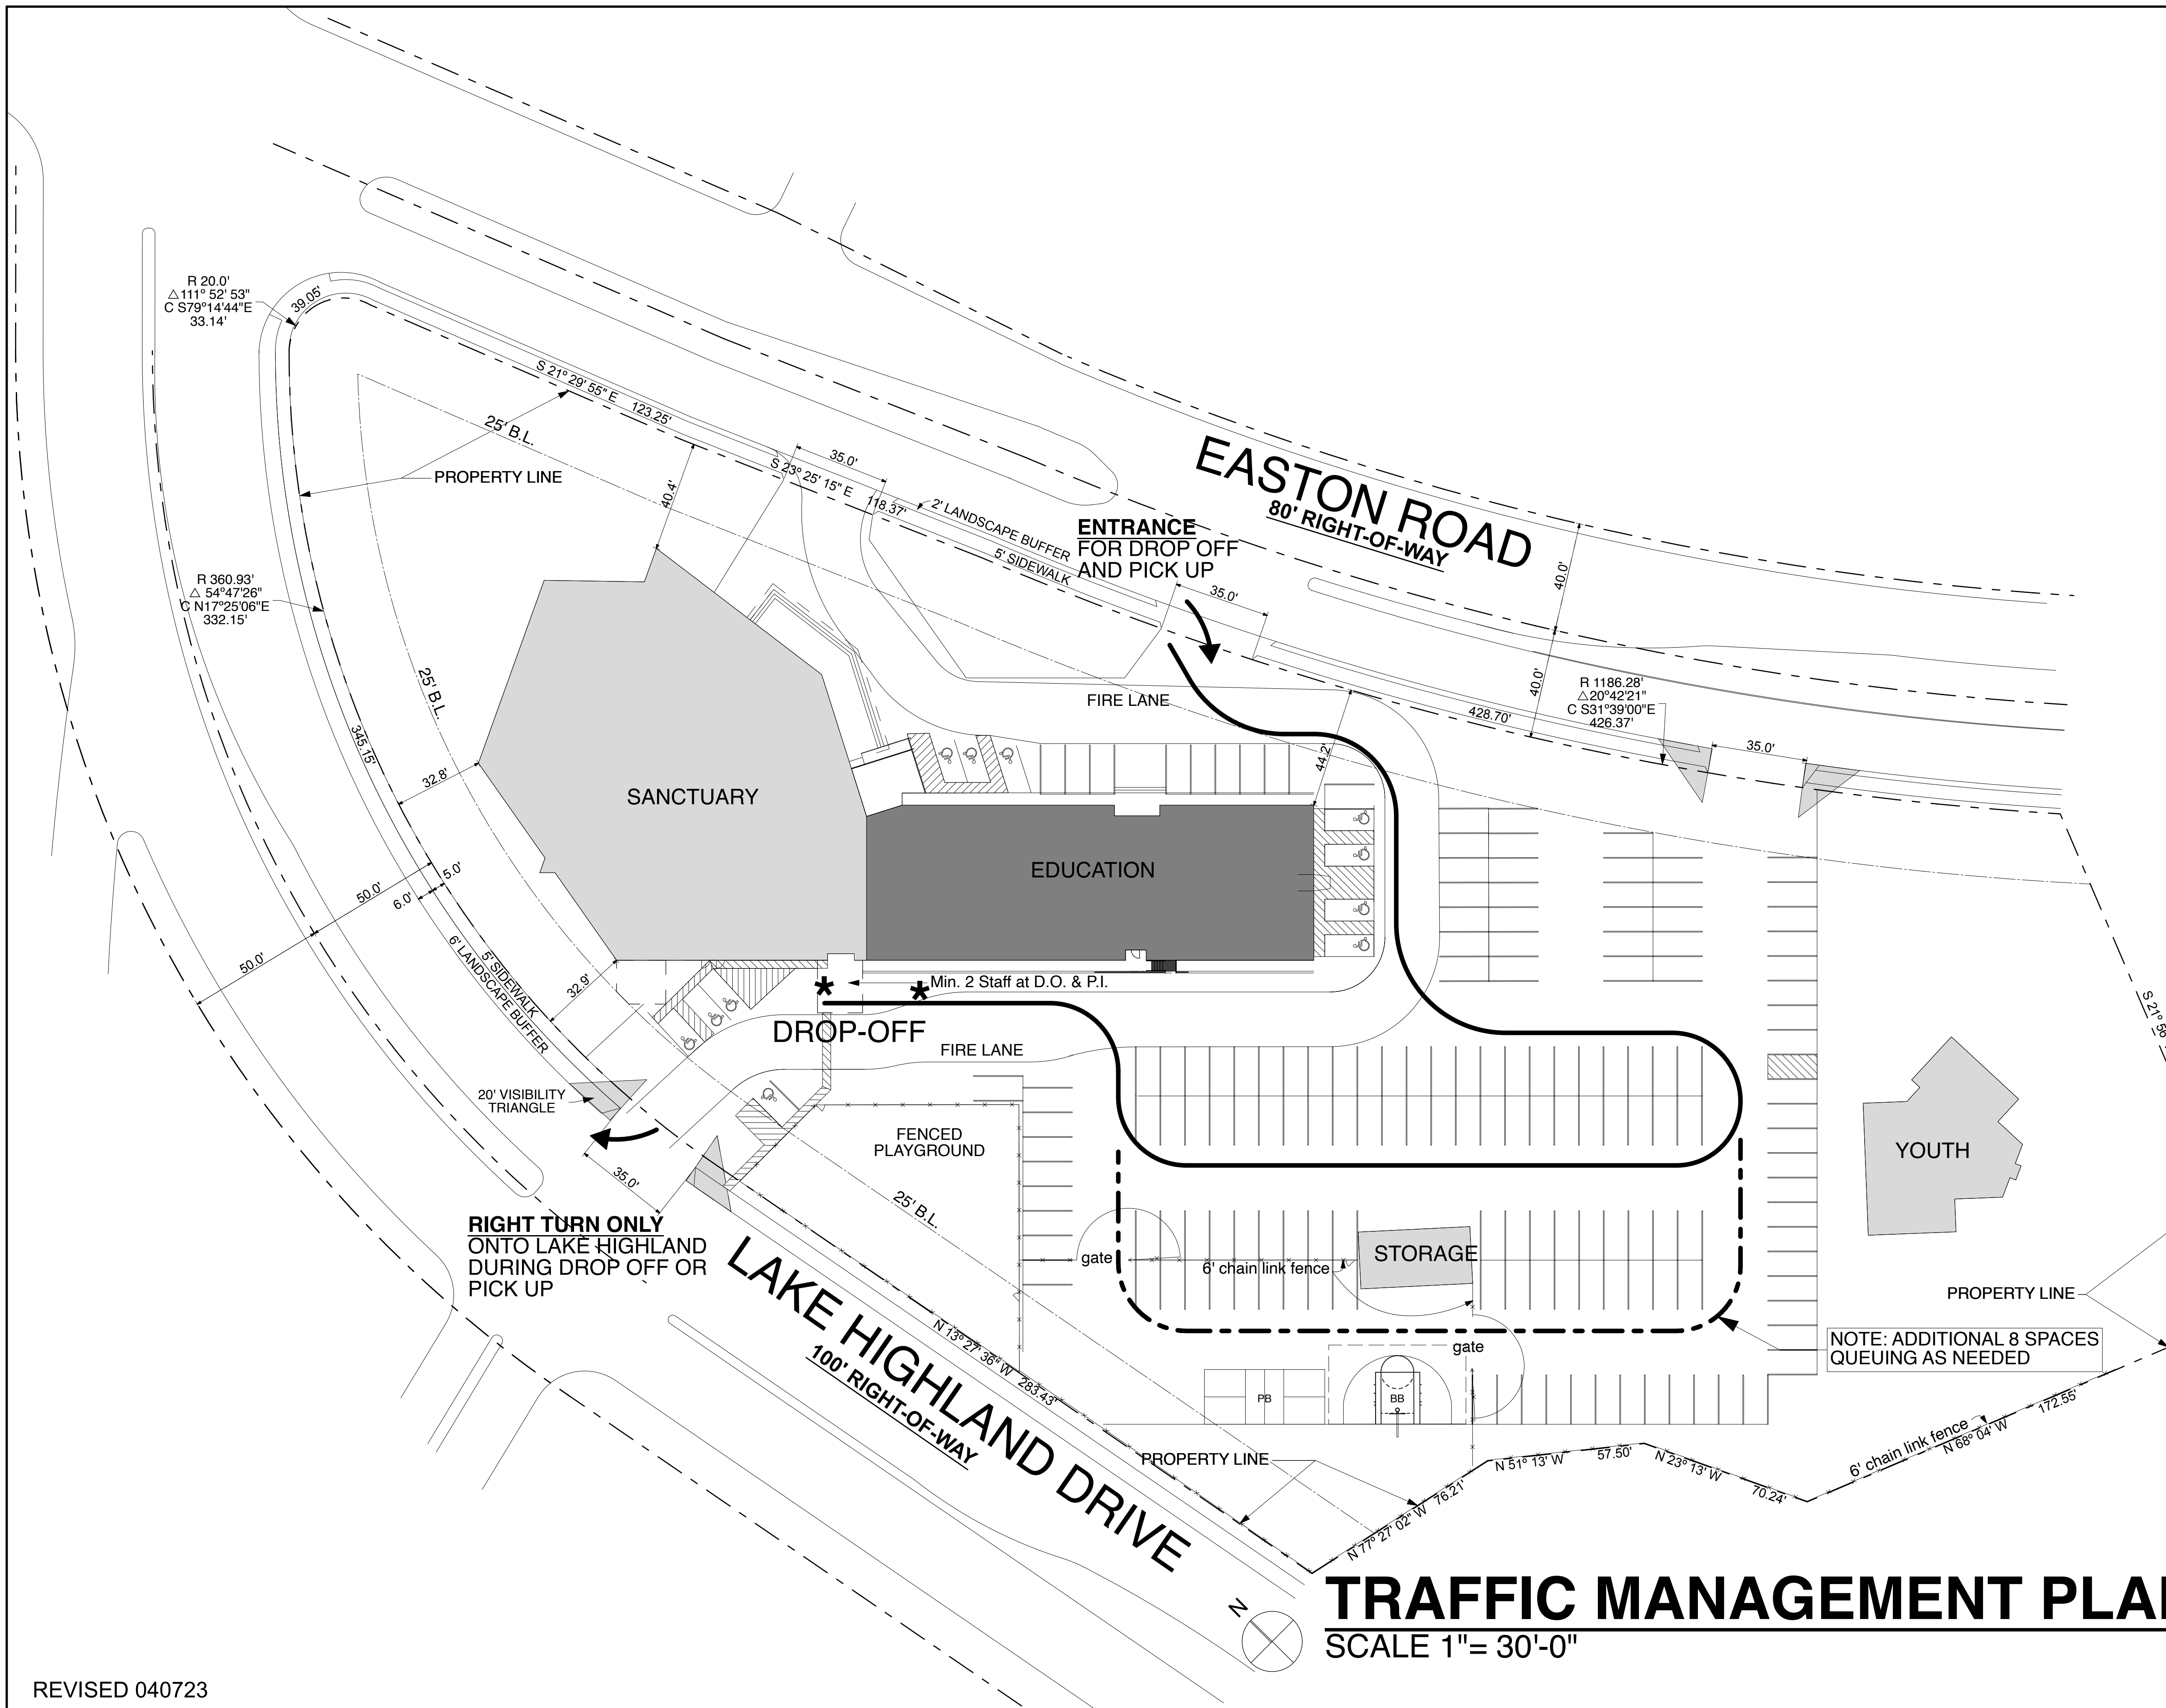 R 20.0'
△111° 52' 53"
C S79°14'44"E
33.14'
39.05'
S 21° 29' 55" E 123.25'
25' B.L.
PROPERTY LINE
40.4'
35.0'
S 23° 25' 15" E 118.37'
2' LANDSCAPE BUFFER
5' SIDEWALK
ENTRANCE
FOR DROP OFF
AND PICK UP
EASTON ROAD
80' RIGHT-OF-WAY
35.0'
40.0'
40.0'
R 1186.28'
△20°42'21"
C S31°39'00"E
426.37'
428.70'
35.0'
R 360.93'
△ 54°47'26"
C N17°25'06"E
332.15'
25' B.L.
345.15'
32.8'
FIRE LANE
44.2'
SANCTUARY
EDUCATION
50.0'
5.0'
6.0'
50.0'
5' SIDEWALK
6' LANDSCAPE BUFFER
32.9'
* *
Min. 2 Staff at D.O. & P.I.
DROP-OFF
FIRE LANE
20' VISIBILITY
TRIANGLE
FENCED
PLAYGROUND
35.0'
25' B.L.
RIGHT TURN ONLY
ONTO LAKE HIGHLAND
DURING DROP OFF OR
PICK UP
gate
6' chain link fence
STORAGE
YOUTH
S 21° 56
PROPERTY LINE
NOTE: ADDITIONAL 8 SPACES
QUEUING AS NEEDED
gate
PB
BB
LAKE HIGHLAND DRIVE
100' RIGHT-OF-WAY
N 13° 27' 36" W 283.43'
PROPERTY LINE
N 77° 27' 02" W 76.21'
N 51° 13' W 57.50'
N 23° 13' W
70.24'
6' chain link fence
N 68° 04' W 172.55'
N
TRAFFIC MANAGEMENT PLA
SCALE 1"= 30'-0"
REVISED 040723